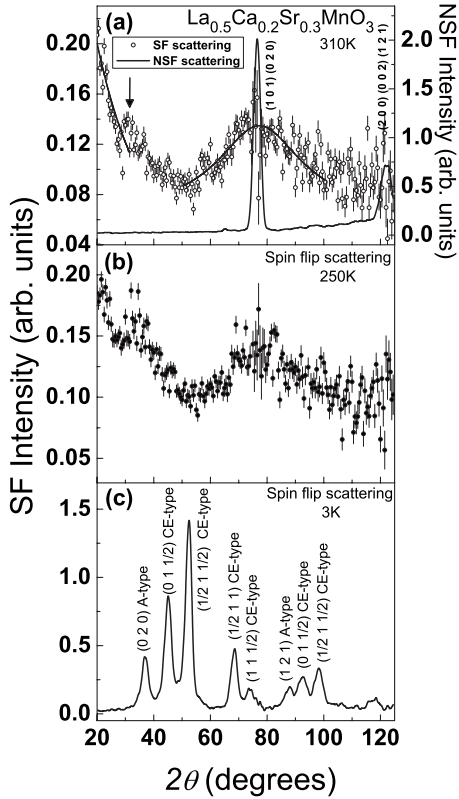 La0.5Ca0.2Sr0.3MnO3
(a)
310K
SF scattering
NSF scattering
(1 0 1) (0 2 0)
(2 0 0) (0 0 2) (1 2 1)
0.20
0.16
0.12
0.08
0.04
2.0
1.5
1.0
0.5
0.0
NSF Intensity (arb. units)
SF Intensity (arb. units)
(b)
Spin flip scattering
250K
0.20
0.15
0.10
0.05
(c)
Spin flip scattering
3K
1.5
1.0
0.5
0.0
(0 2 0) A-type
(0 1 1/2) CE-type
(1/2 1 1/2) CE-type
(1/2 1 1) CE-type
(1 1 1/2) CE-type
(1 2 1) A-type
(0 1 1/2) CE-type
(1/2 1 1/2) CE-type
20 40 60 80 100 120
2θ (degrees)